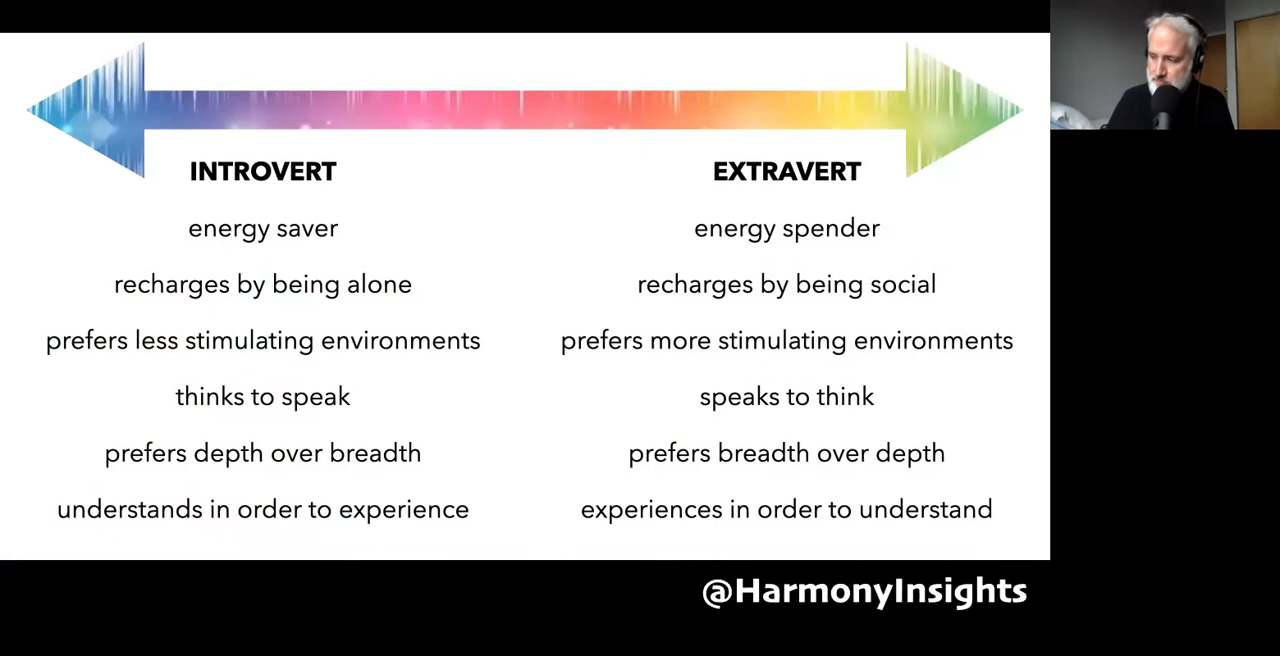 INTROVERT
EXTRAVERT
energy saver
energy spender
recharges by being alone
recharges by being social
prefers less stimulating environments
prefers more stimulating environments
thinks to speak
speaks to think
prefers depth over breadth
prefers breadth over depth
understands in order to experience
experiences in order to understand
@HarmonyInsights